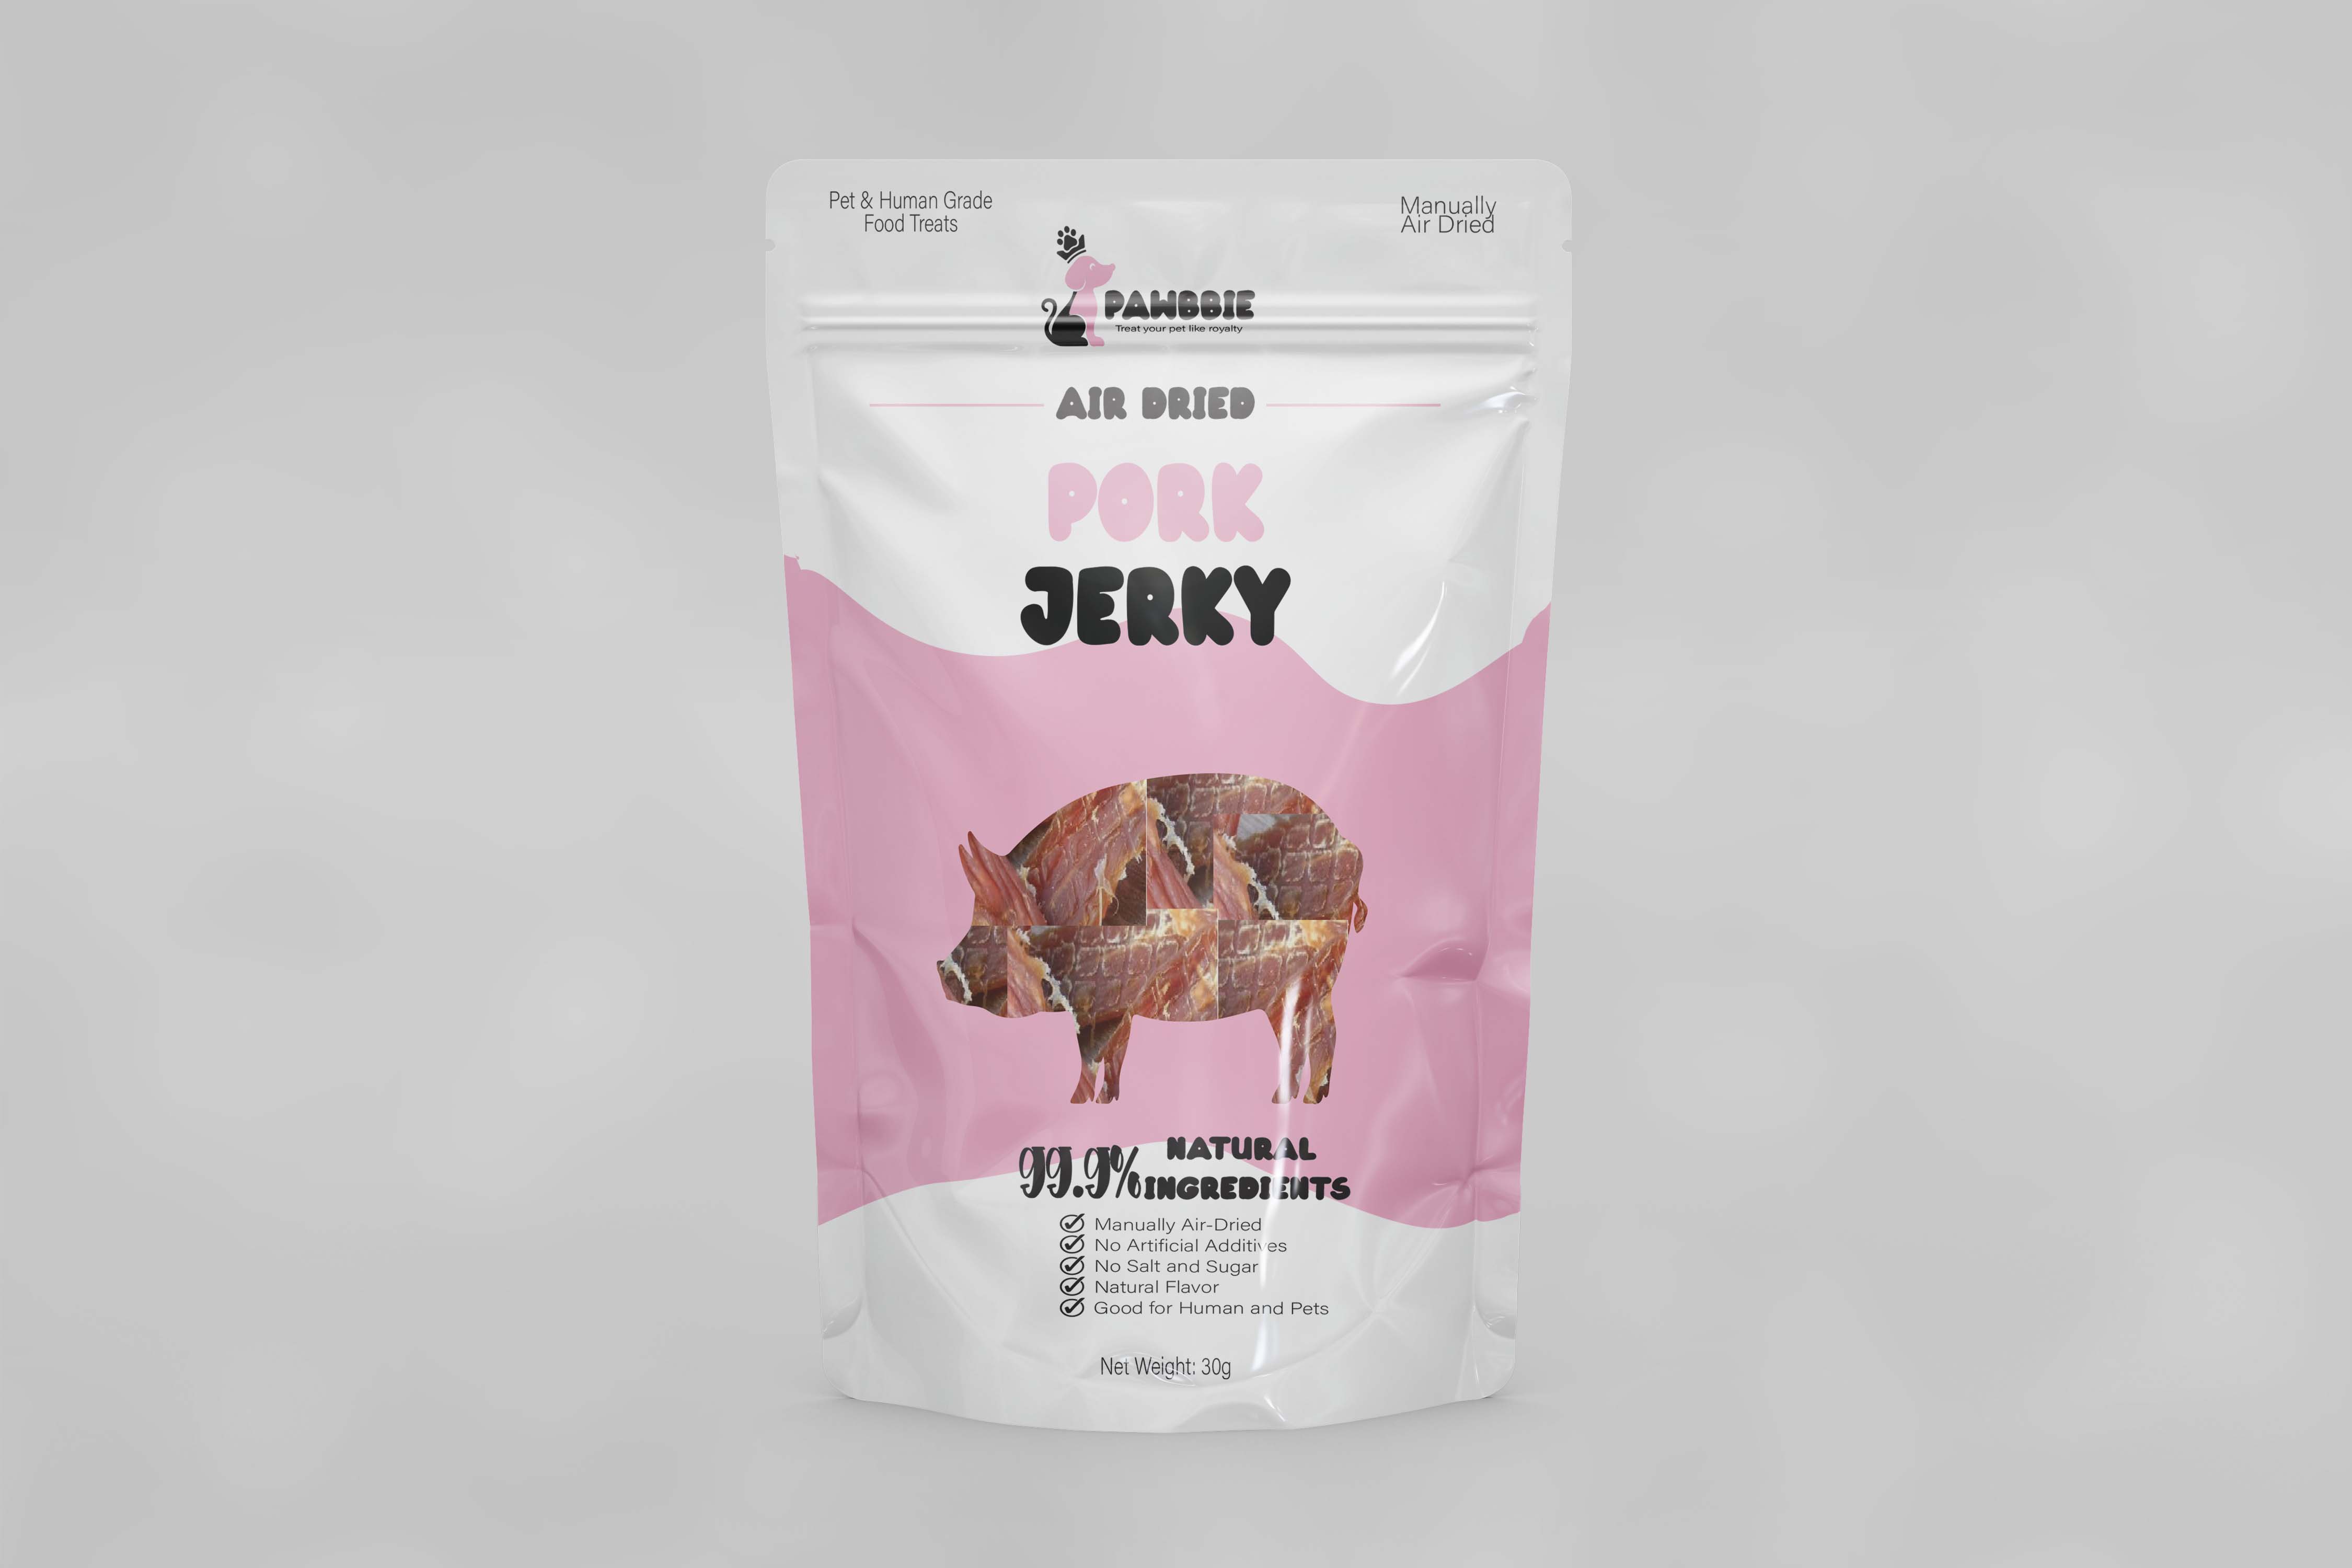 Pet & Human Grade
Food Treats
Manually
Air Dried
PAWBBIE
Treat your pet like royalty
AIR DRIED
PORK
JERKY
99.9% NATURAL
INGREDIENTS
Manually Air-Dried
No Artificial Additives
No Salt and Sugar
Natural Flavor
Good for Human and Pets
Net Weight: 30g